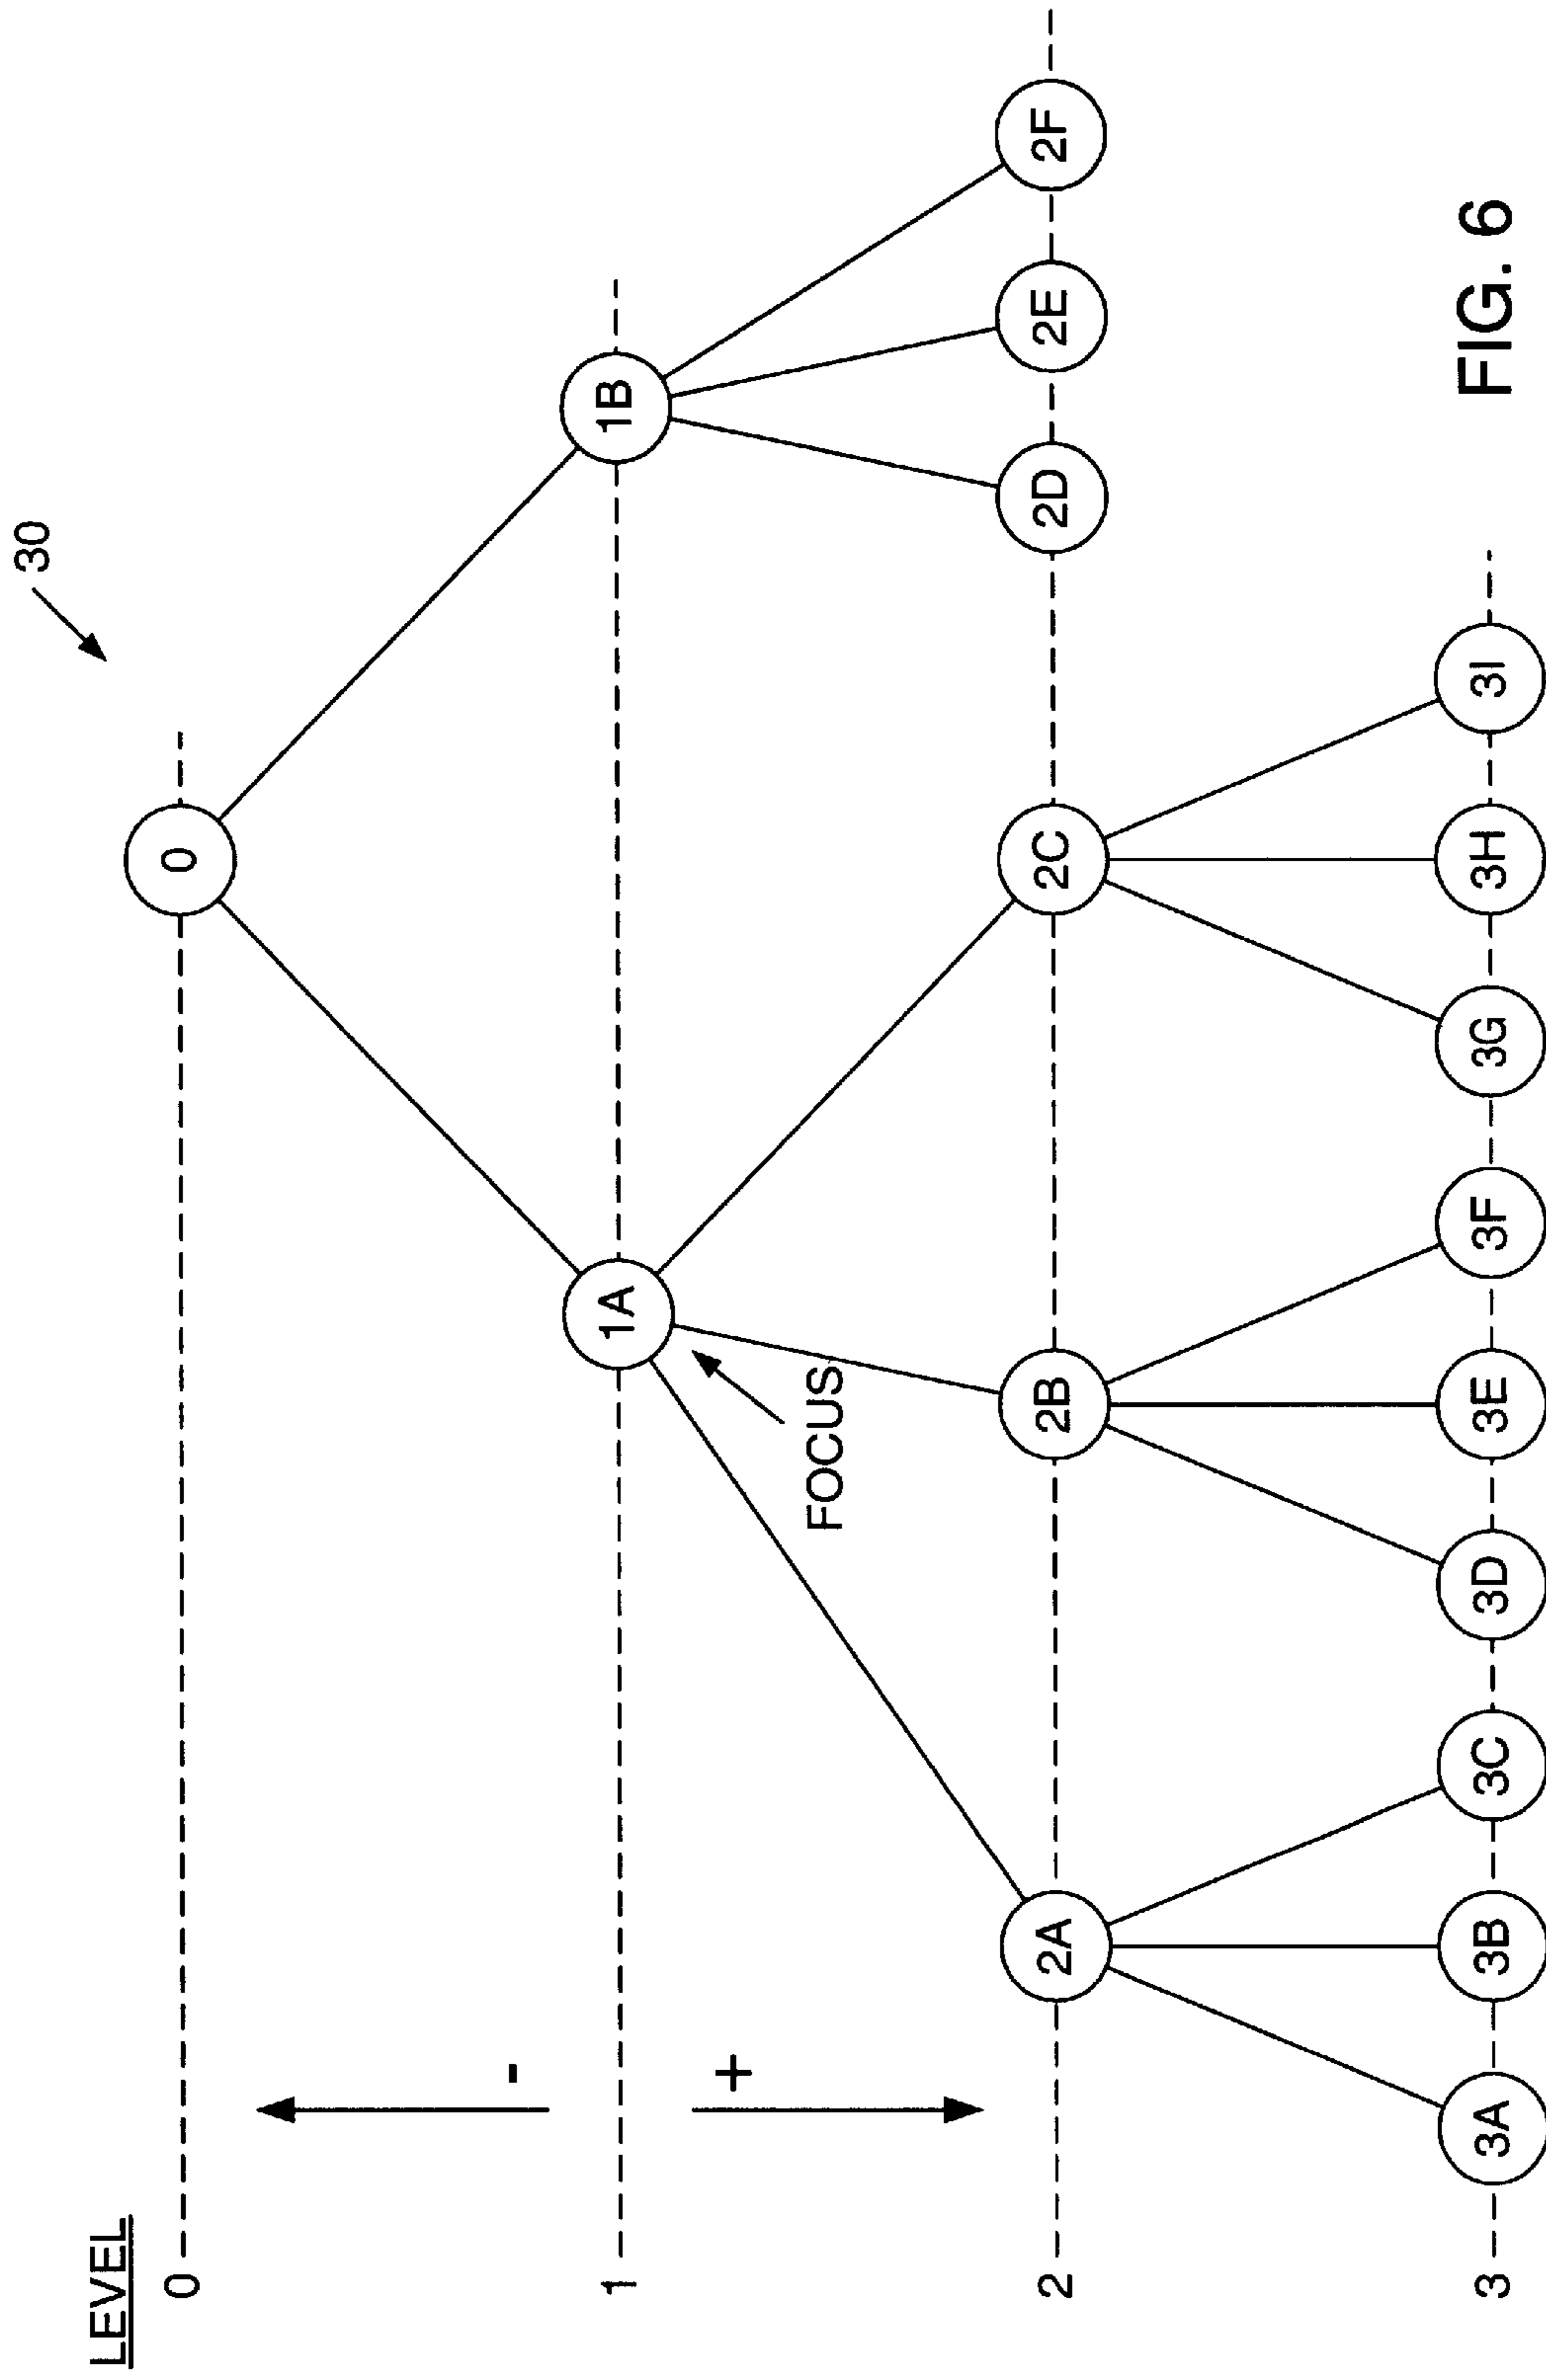 30
LEVEL
0
0
-
1
1A
1B
+
FOCUS
2
2A
2B
2C
2D
2E
2F
3
3A
3B
3C
3D
3E
3F
3G
3H
3I
FIG. 6